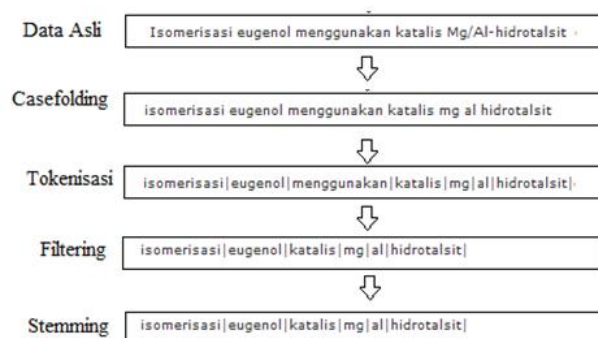 Data Asli
Isomerisasi eugenol menggunakan katalis Mg/Al-hidrotalsit
Casefolding
isomerisasi eugenol menggunakan katalis mg al hidrotalsit
Tokenisasi
isomerisasi|eugenol|menggunakan|katalis|mg|al|hidrotalsit|
Filtering
isomerisasi|eugenol|katalis|mg|al|hidrotalsit|
Stemming
isomerisasi|eugenol|katalis|mg|al|hidrotalsit|